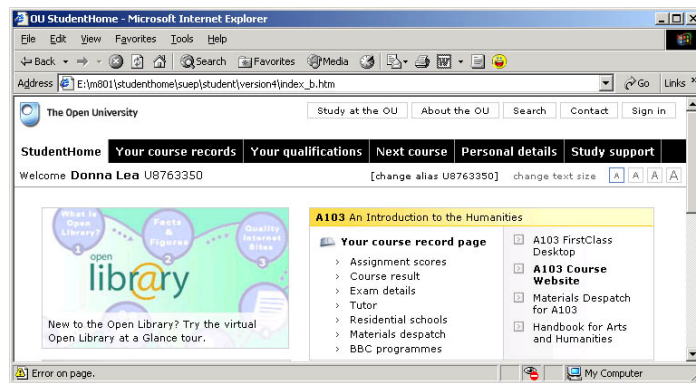 OU StudentHome - Microsoft Internet Explorer
File Edit View Favorites Tools Help
Back Search Favorites Media
Address E:\m801\studenthome\suep\student\version4\index_b.htm Go Links »
The Open University Study at the OU About the OU Search Contact Sign in
StudentHome Your course records Your qualifications Next course Personal details Study support
Welcome Donna Lea U8763350 [change alias U8763350] change text size A A A A
What is Open Library? 1
Facts & Figures 2
Quality Internet Sites 3
open
library
New to the Open Library? Try the virtual
Open Library at a Glance tour.
A103 An Introduction to the Humanities
Your course record page
› Assignment scores
› Course result
› Exam details
› Tutor
› Residential schools
› Materials despatch
› BBC programmes
A103 FirstClass
Desktop
A103 Course
Website
Materials Despatch
for A103
Handbook for Arts
and Humanities
Error on page. My Computer